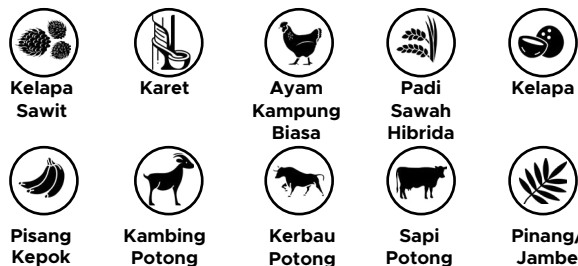 Kelapa Sawit
Karet
Ayam Kampung Biasa
Padi Sawah Hibrida
Kelapa
Pisang Kepok
Kambing Potong
Kerbau Potong
Sapi Potong
Pinang/ Jambe